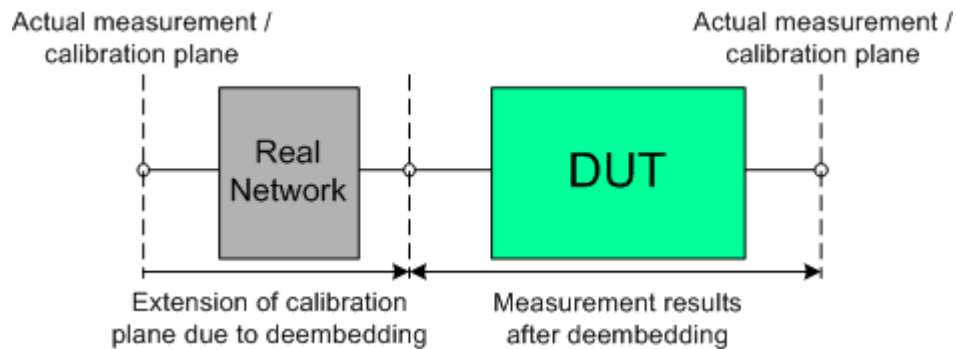 Actual measurement /
calibration plane
Actual measurement /
calibration plane
Real
Network
DUT
Extension of calibration
plane due to deembedding
Measurement results
after deembedding